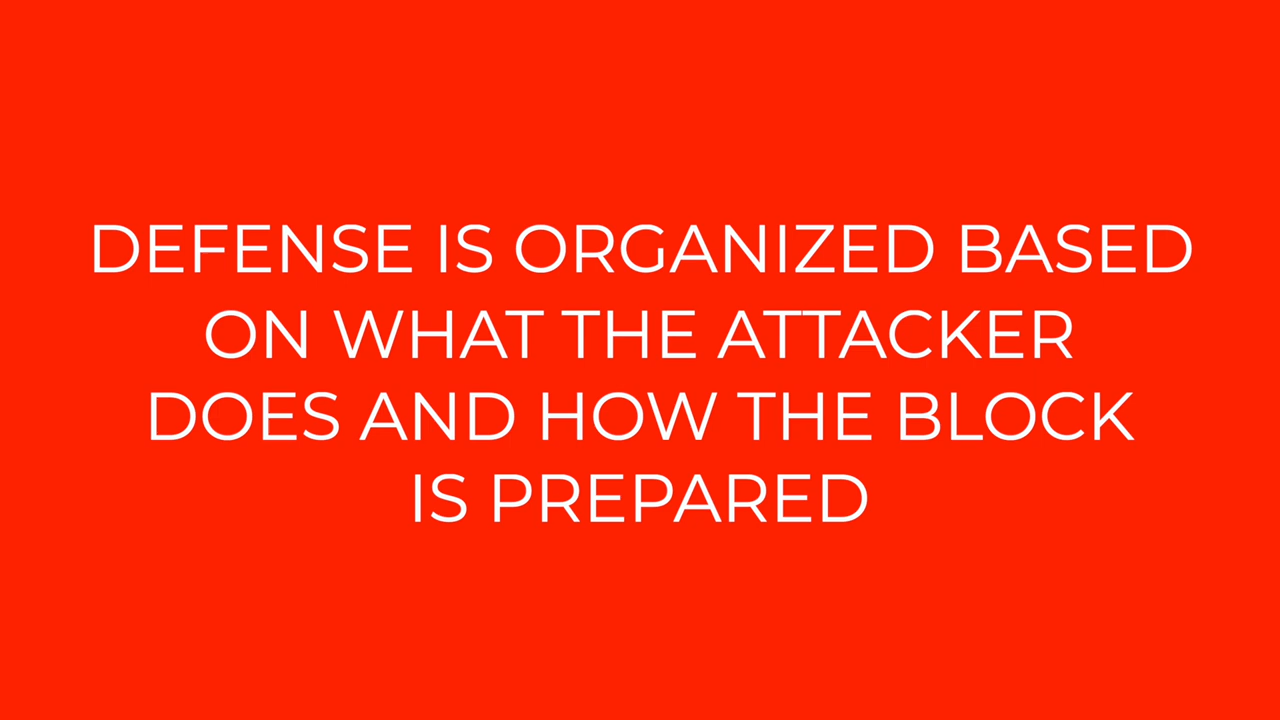 DEFENSE IS ORGANIZED BASED
ON WHAT THE ATTACKER
DOES AND HOW THE BLOCK
IS PREPARED